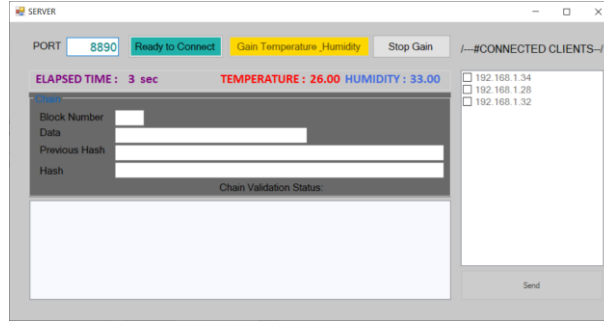 SERVER
PORT 8890 Ready to Connect Gain Temperature_Humidity Stop Gain
/---#CONNECTED CLIENTS--/
ELAPSED TIME : 3 sec TEMPERATURE : 26.00 HUMIDITY : 33.00
192.168.1.34
192.168.1.28
192.168.1.32
Chain
Block Number
Data
Previous Hash
Hash
Chain Validation Status:
Send